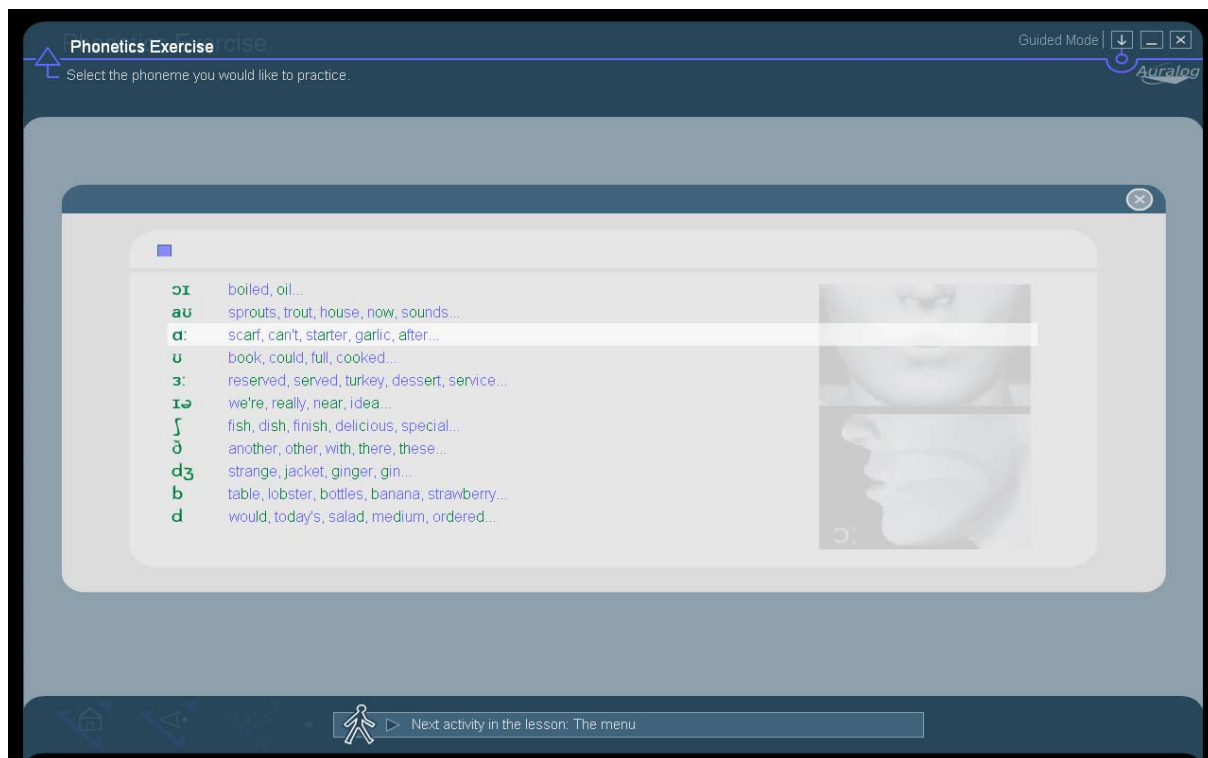 Phonetics Exercise
Guided Mode
Select the phoneme you would like to practice.
Auralog
ɔɪ boiled, oil...
aʊ sprouts, trout, house, now, sounds...
ɑː scarf, can't, starter, garlic, after...
ʊ book, could, full, cooked...
ɜː reserved, served, turkey, dessert, service...
ɪə we're, really, near, idea...
ʃ fish, dish, finish, delicious, special...
ð another, other, with, there, these...
dʒ strange, jacket, ginger, gin...
b table, lobster, bottles, banana, strawberry...
d would, today's, salad, medium, ordered...
ɔː
Next activity in the lesson: The menu